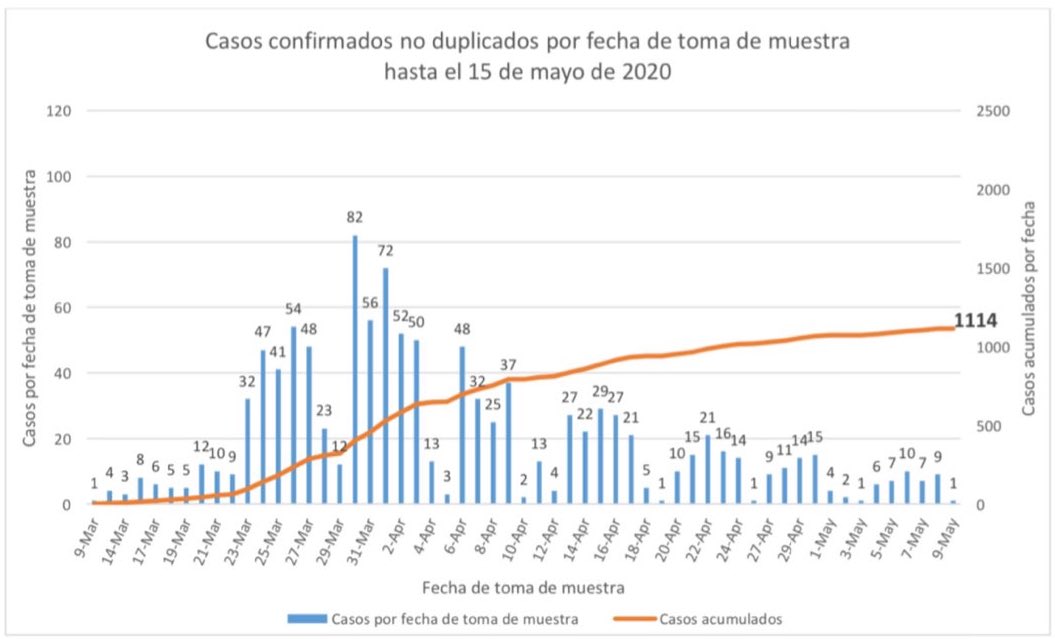 Casos confirmados no duplicados por fecha de toma de muestra
hasta el 15 de mayo de 2020
Casos por fecha de toma de muestra
120
100
80
60
40
20
0
1 4 3 8 6 5 5 12 10 9 32 47 41 54 48 23 12 82 56 72 52 50 13 3 48 32 25 37 2 13 4 27 22 29 27 21 5 1 10 15 21 16 14 1 9 11 14 15 4 2 1 6 7 10 7 9 1
1114
2500
2000
1500
1000
500
0
Casos acumulados por fecha
9-Mar 14-Mar 17-Mar 19-Mar 21-Mar 23-Mar 25-Mar 27-Mar 29-Mar 31-Mar 2-Apr 4-Apr 6-Apr 8-Apr 10-Apr 12-Apr 14-Apr 16-Apr 18-Apr 20-Apr 22-Apr 24-Apr 27-Apr 29-Apr 1-May 3-May 5-May 7-May 9-May
Fecha de toma de muestra
Casos por fecha de toma de muestra Casos acumulados